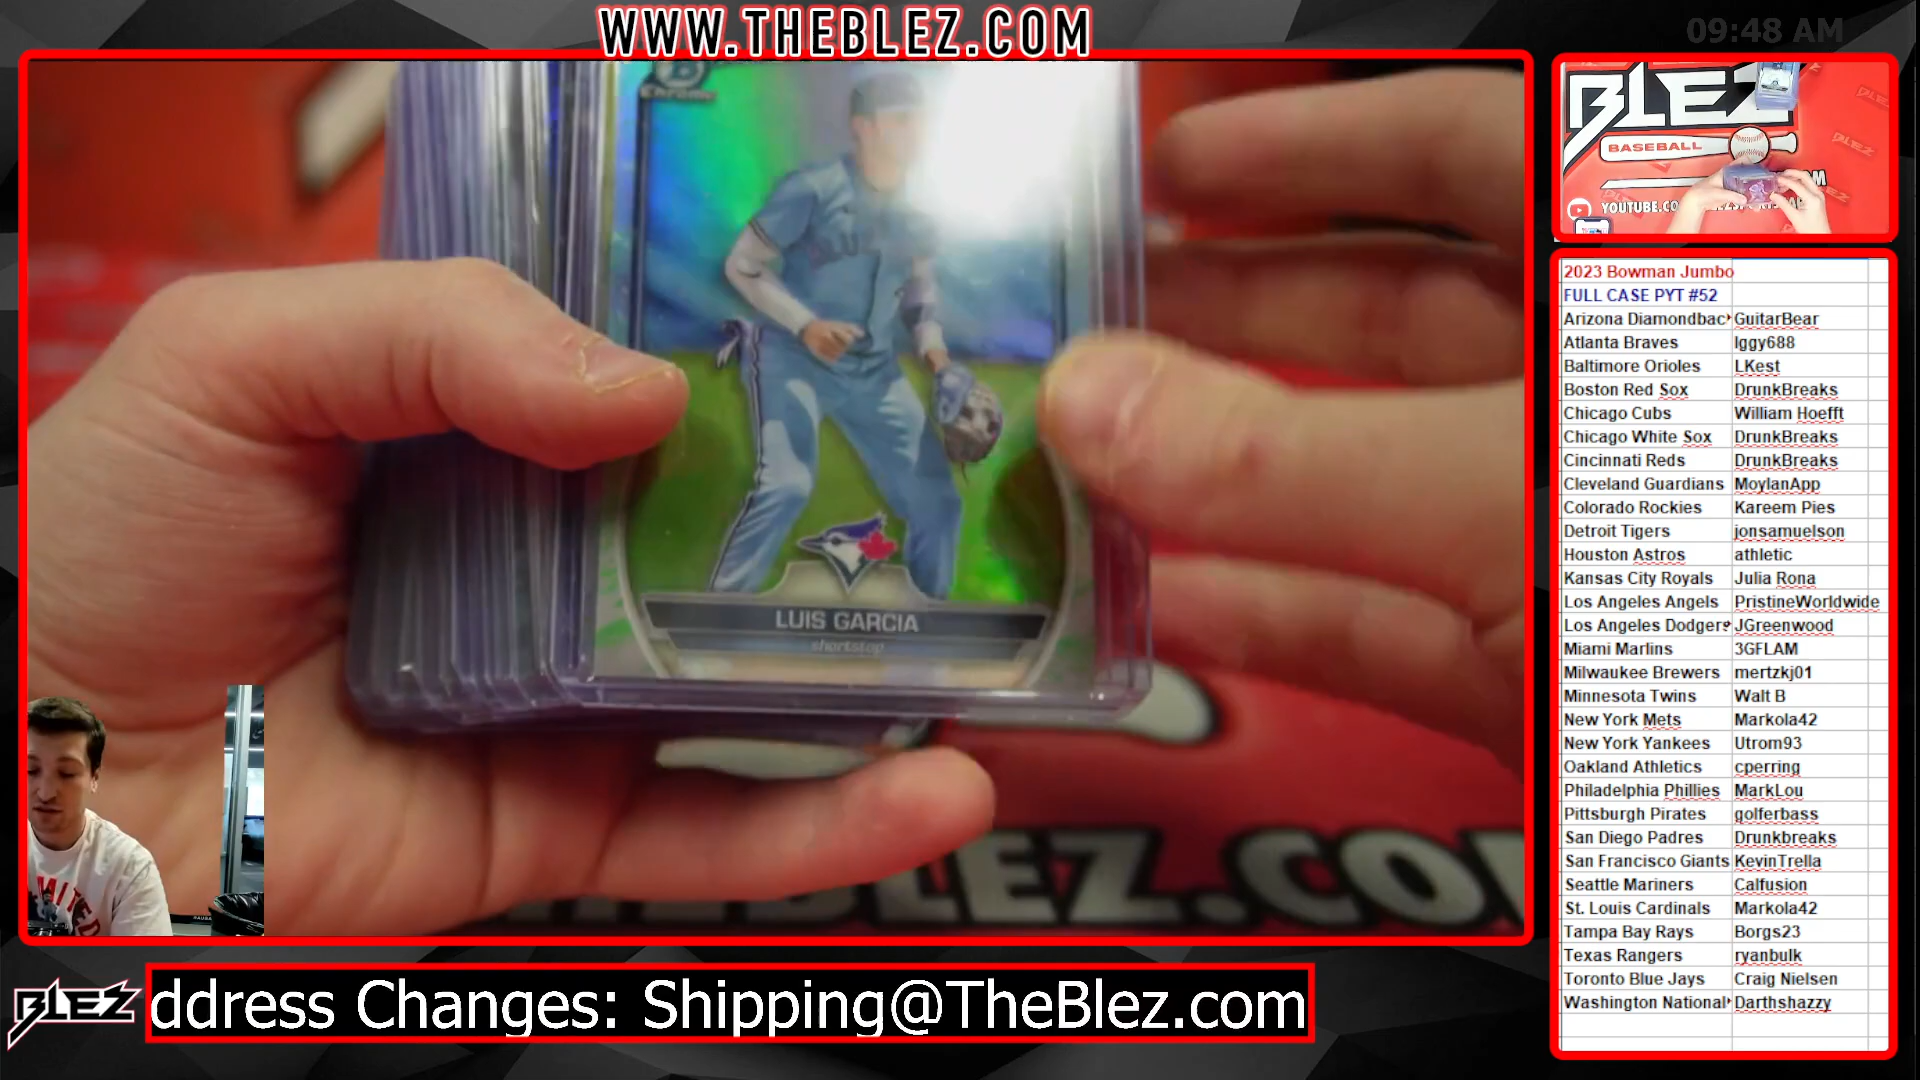 WWW.THEBLEZ.COM
09:48 AM
Chrome
LUIS GARCIA
shortstop
BLEZ.CO
BLEZ
BASEBALL
YOUTUBE.CO
2023 Bowman Jumbo
FULL CASE PYT #52
Arizona Diamondbac GuitarBear
Atlanta Braves Iggy688
Baltimore Orioles LKest
Boston Red Sox DrunkBreaks
Chicago Cubs William Hoefft
Chicago White Sox DrunkBreaks
Cincinnati Reds DrunkBreaks
Cleveland Guardians MoylanApp
Colorado Rockies Kareem Pies
Detroit Tigers jonsamuelson
Houston Astros athletic
Kansas City Royals Julia Rona
Los Angeles Angels PristineWorldwide
Los Angeles Dodgers JGreenwood
Miami Marlins 3GFLAM
Milwaukee Brewers mertzkj01
Minnesota Twins Walt B
New York Mets Markola42
New York Yankees Utrom93
Oakland Athletics cperring
Philadelphia Phillies MarkLou
Pittsburgh Pirates golferbass
San Diego Padres Drunkbreaks
San Francisco Giants KevinTrella
Seattle Mariners Calfusion
St. Louis Cardinals Markola42
Tampa Bay Rays Borgs23
Texas Rangers ryanbulk
Toronto Blue Jays Craig Nielsen
Washington National Darthshazzy
BLEZ
ddress Changes: Shipping@TheBlez.com